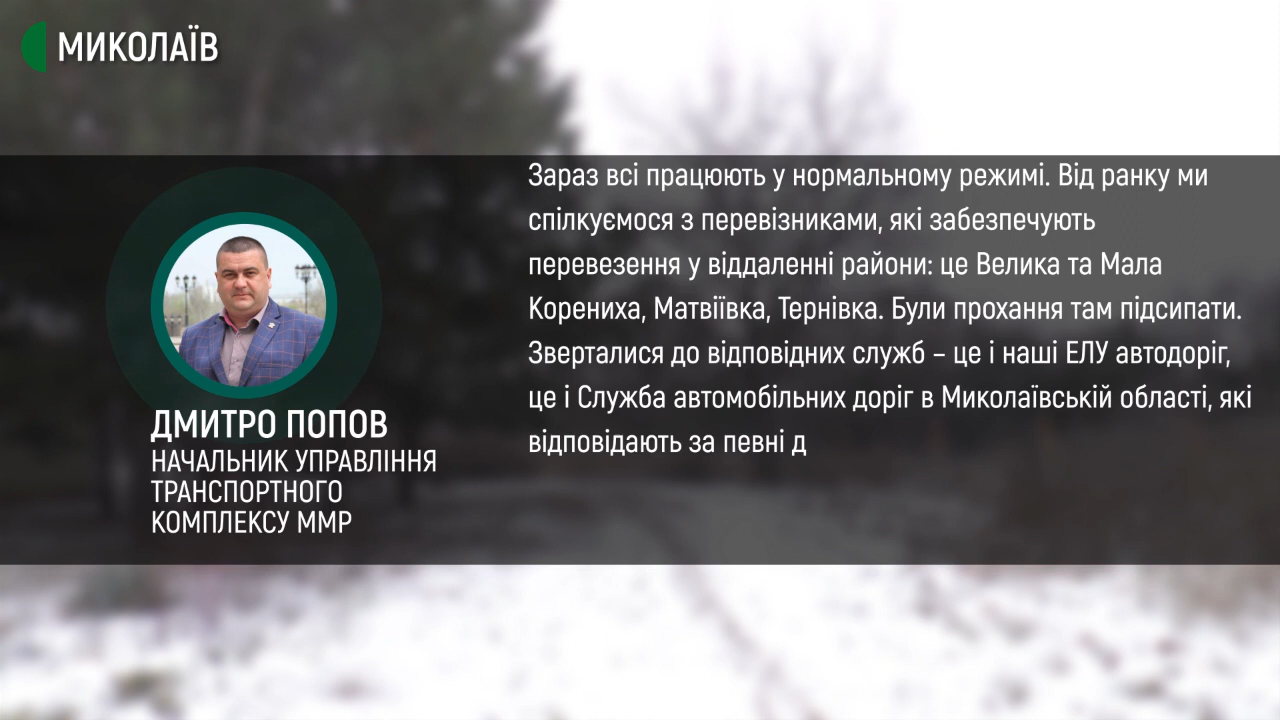 МИКОЛАЇВ
Зараз всі працюють у нормальному режимі. Від ранку ми
спілкуємося з перевізниками, які забезпечують
перевезення у віддаленні райони: це Велика та Мала
Корениха, Матвіївка, Тернівка. Були прохання там підсипати.
Зверталися до відповідних служб – це і наші ЕЛУ автодоріг,
це і Служба автомобільних доріг в Миколаївській області, які
відповідають за певні д
ДМИТРО ПОПОВ
НАЧАЛЬНИК УПРАВЛІННЯ
ТРАНСПОРТНОГО
КОМПЛЕКСУ ММР